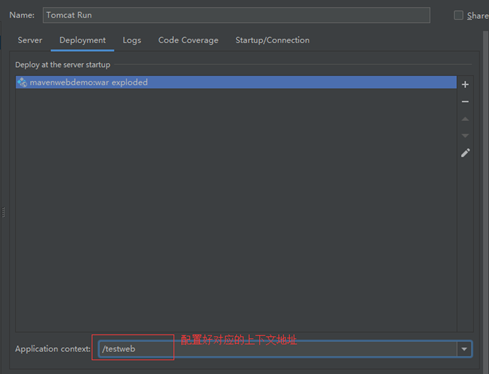 Name: Tomcat Run Share
Server Deployment Logs Code Coverage Startup/Connection
Deploy at the server startup
mavenwebdemo:war exploded
配置好对应的上下文地址
Application context: /testweb